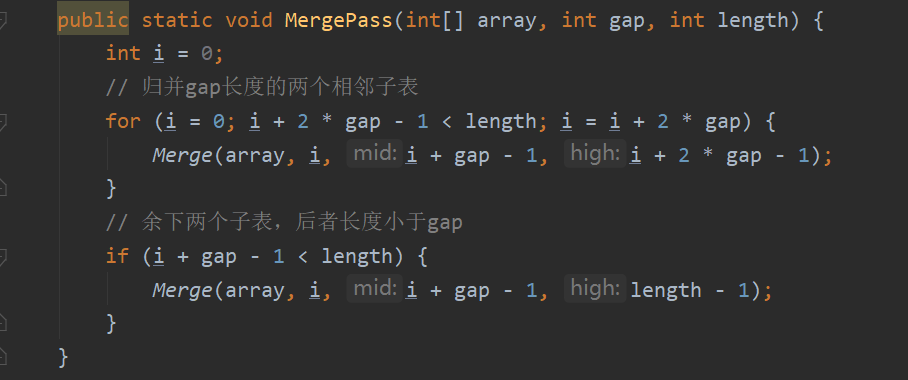 public static void MergePass(int[] array, int gap, int length) {
    int i = 0;
    // 归并gap长度的两个相邻子表
    for (i = 0; i + 2 * gap - 1 < length; i = i + 2 * gap) {
        Merge(array, i, mid: i + gap - 1, high: i + 2 * gap - 1);
    }
    // 余下两个子表，后者长度小于gap
    if (i + gap - 1 < length) {
        Merge(array, i, mid: i + gap - 1, high: length - 1);
    }
}